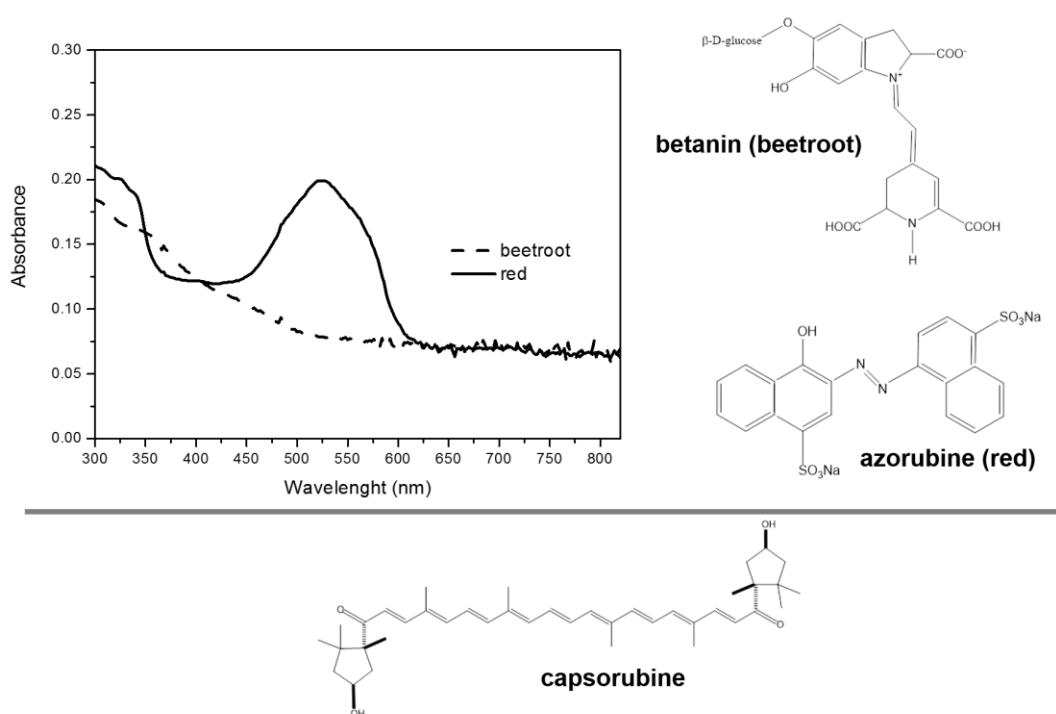 0.30
0.25
0.20
0.15
0.10
0.05
0.00
Absorbance
300 350 400 450 500 550 600 650 700 750 800
Wavelenght (nm)
beetroot
red
β-D-glucose
O
COO⁻
HO
N⁺
betanin (beetroot)
HOOC
N
COOH
H
SO₃Na
OH
N
N
SO₃Na
azorubine (red)
OH
O
O
OH
capsorubine